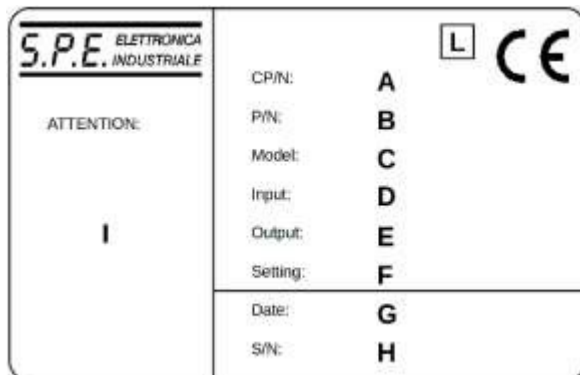 S.P.E. ELETTRONICA INDUSTRIALE
L CE
ATTENTION:
I
CP/N: A
P/N: B
Model: C
Input: D
Output: E
Setting: F
Date: G
S/N: H